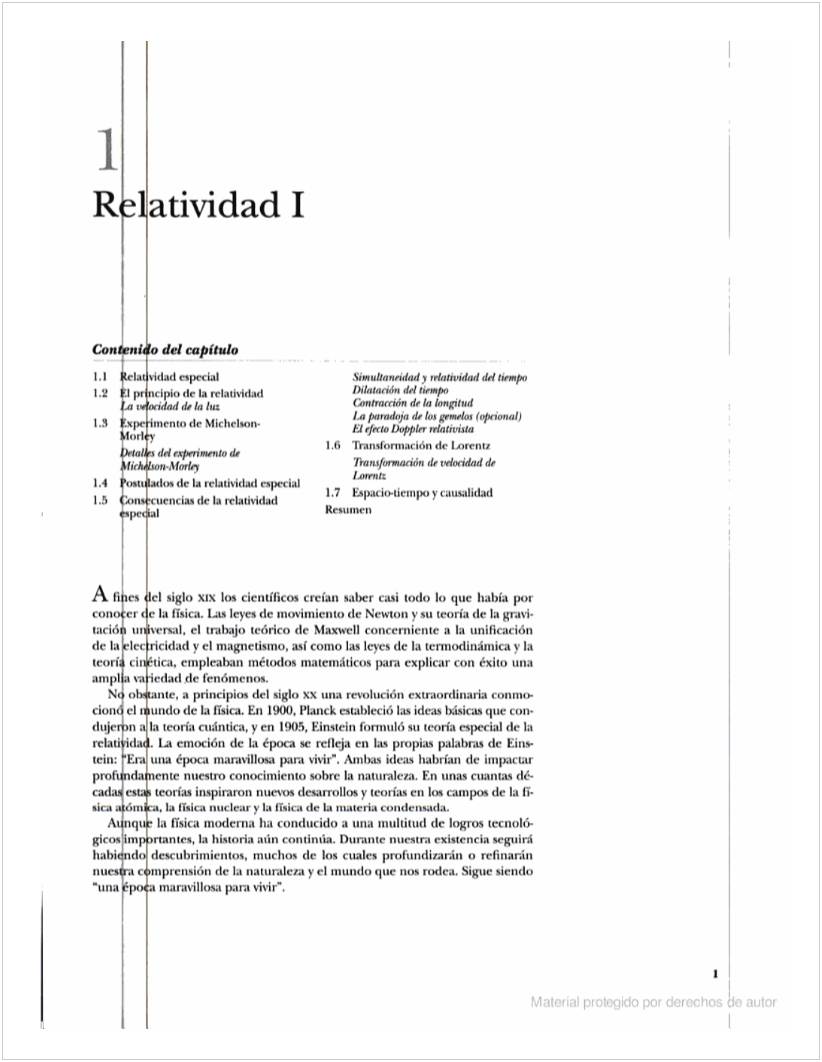 1
Relatividad I
Contenido del capítulo
1.1 Relatividad especial
1.2 El principio de la relatividad
La velocidad de la luz
1.3 Experimento de Michelson-
Morley
Detalles del experimento de
Michelson-Morley
1.4 Postulados de la relatividad especial
1.5 Consecuencias de la relatividad
especial
Simultaneidad y relatividad del tiempo
Dilatación del tiempo
Contracción de la longitud
La paradoja de los gemelos (opcional)
El efecto Doppler relativista
1.6 Transformación de Lorentz
Transformación de velocidad de
Lorentz
1.7 Espacio-tiempo y causalidad
Resumen
A fines del siglo XIX los científicos creían saber casi todo lo que había por
conocer de la física. Las leyes de movimiento de Newton y su teoría de la gravi-
tación universal, el trabajo teórico de Maxwell concerniente a la unificación
de la electricidad y el magnetismo, así como las leyes de la termodinámica y la
teoría cinética, empleaban métodos matemáticos para explicar con éxito una
amplia variedad de fenómenos.
No obstante, a principios del siglo XX una revolución extraordinaria conmo-
cionó el mundo de la física. En 1900, Planck estableció las ideas básicas que con-
dujeron a la teoría cuántica, y en 1905, Einstein formuló su teoría especial de la
relatividad. La emoción de la época se refleja en las propias palabras de Eins-
tein: "Era una época maravillosa para vivir". Ambas ideas habrían de impactar
profundamente nuestro conocimiento sobre la naturaleza. En unas cuantas dé-
cadas estas teorías inspiraron nuevos desarrollos y teorías en los campos de la fí-
sica atómica, la física nuclear y la física de la materia condensada.
Aunque la física moderna ha conducido a una multitud de logros tecnoló-
gicos importantes, la historia aún continúa. Durante nuestra existencia seguirá
habiendo descubrimientos, muchos de los cuales profundizarán o refinarán
nuestra comprensión de la naturaleza y el mundo que nos rodea. Sigue siendo
"una época maravillosa para vivir".
1
Material protegido por derechos de autor